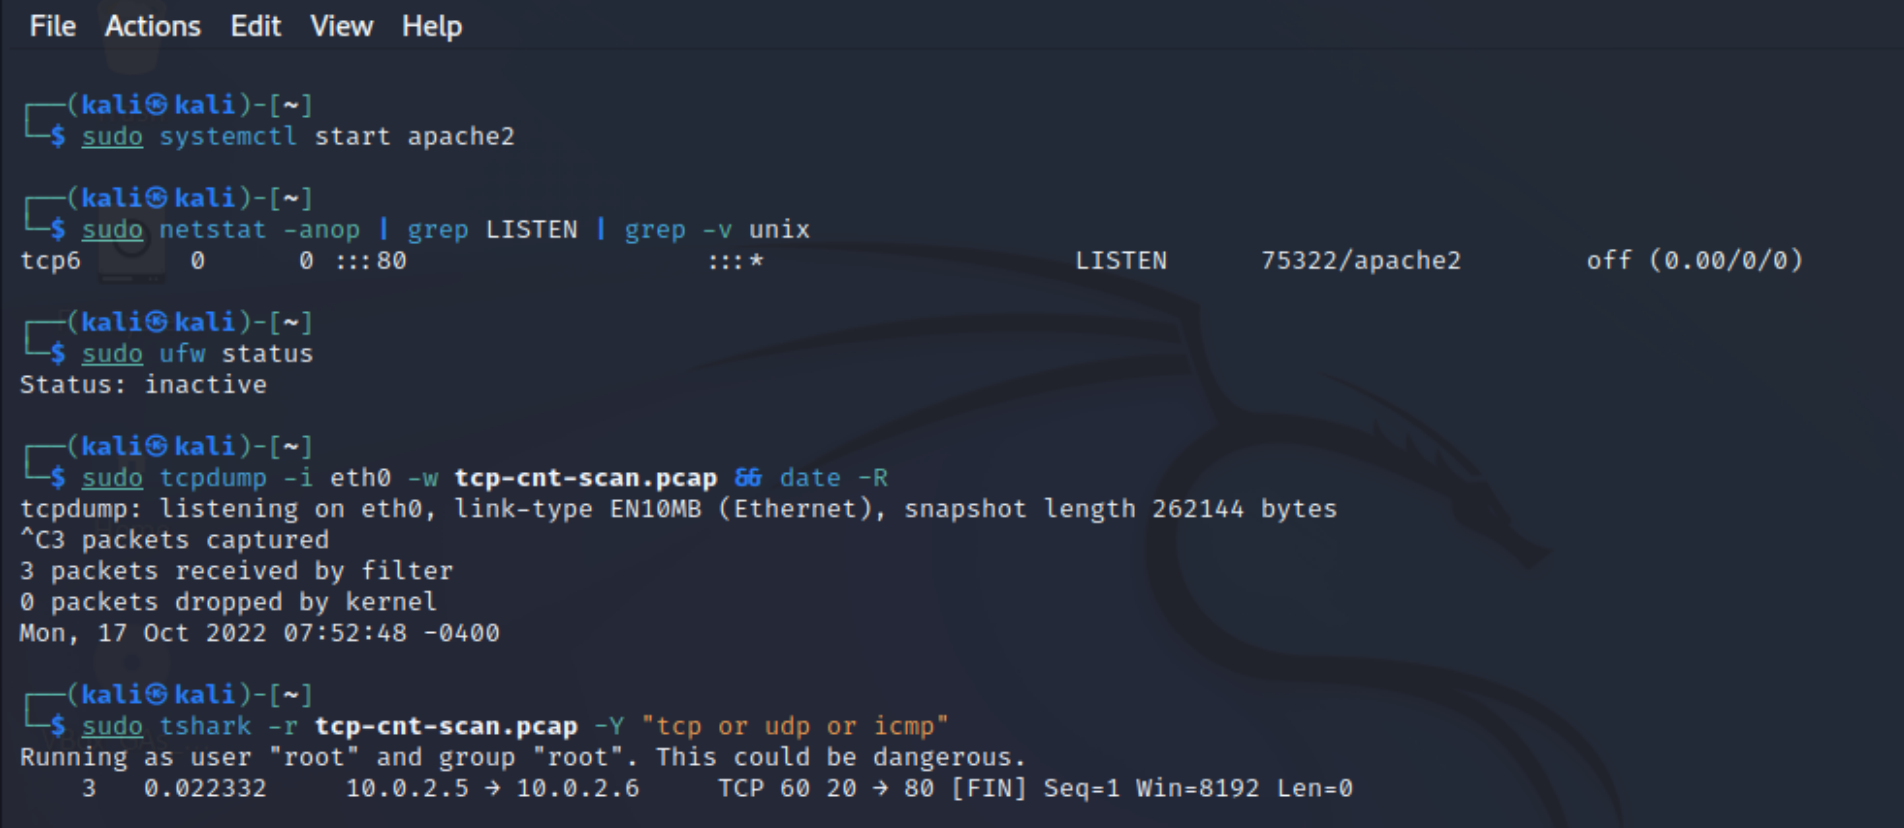 File Actions Edit View Help
┌──(kali㉿kali)-[~]
└─$ sudo systemctl start apache2
┌──(kali㉿kali)-[~]
└─$ sudo netstat -anop | grep LISTEN | grep -v unix
tcp6       0      0 :::80                   :::*                    LISTEN      75322/apache2        off (0.00/0/0)
┌──(kali㉿kali)-[~]
└─$ sudo ufw status
Status: inactive
┌──(kali㉿kali)-[~]
└─$ sudo tcpdump -i eth0 -w tcp-cnt-scan.pcap && date -R
tcpdump: listening on eth0, link-type EN10MB (Ethernet), snapshot length 262144 bytes
^C3 packets captured
3 packets received by filter
0 packets dropped by kernel
Mon, 17 Oct 2022 07:52:48 -0400
┌──(kali㉿kali)-[~]
└─$ sudo tshark -r tcp-cnt-scan.pcap -Y "tcp or udp or icmp"
Running as user "root" and group "root". This could be dangerous.
    3   0.022332     10.0.2.5 → 10.0.2.6     TCP 60 20 → 80 [FIN] Seq=1 Win=8192 Len=0